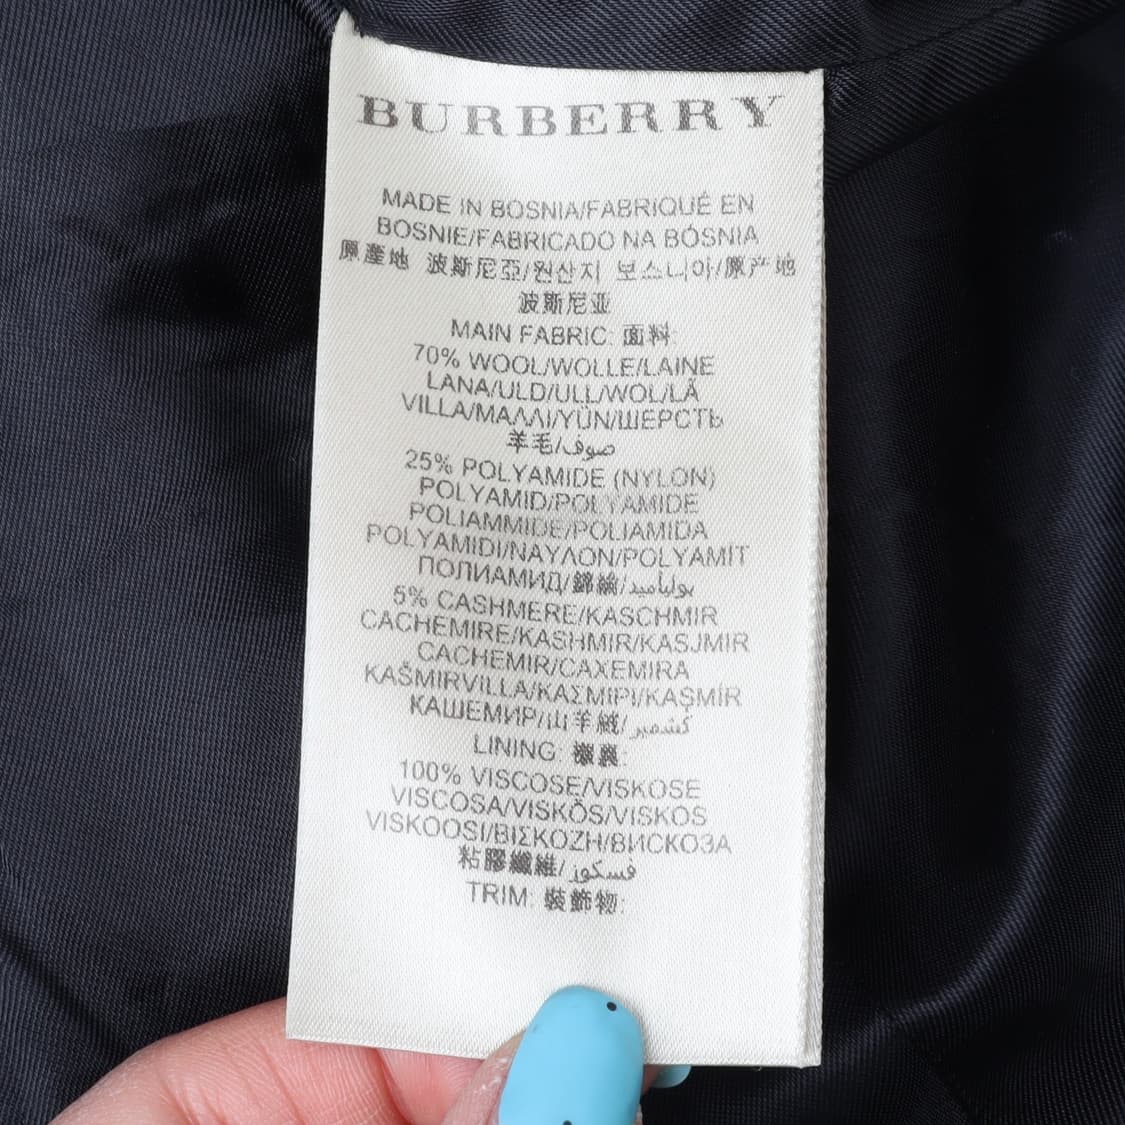 BURBERRY
MADE IN BOSNIA/FABRIQUÉ EN
BOSNIE/FABRICADO NA BÓSNIA
原產地 波斯尼亞/원산지 보스니아/原产地
波斯尼亚
MAIN FABRIC: 面料:
70% WOOL/WOLLE/LAINE
LANA/ULD/ULL/WOL/LÃ
VILLA/ΜΑΛΛΙ/YÜN/ШЕРСТЬ
羊毛/صوف
25% POLYAMIDE (NYLON)
POLYAMID/POLYAMIDE
POLIAMMIDE/POLIAMIDA
POLYAMIDI/ΝΑΥΛΟΝ/POLYAMİT
ПОЛИАМИД/錦綸/بولياميد
5% CASHMERE/KASCHMIR
CACHEMIRE/KASHMIR/KASJMIR
CACHEMIR/CAXEMIRA
KAŠMIRVILLA/ΚΑΣΜΙΡΙ/KAŞMİR
КАШЕМИР/山羊絨/كشمير
LINING: 襯裏:
100% VISCOSE/VISKOSE
VISCOSA/VISKÕS/VISKOS
VISKOOSI/ΒΙΣΚΟΖΗ/ВИСКОЗА
粘膠纖維/فسكوز
TRIM: 裝飾物: